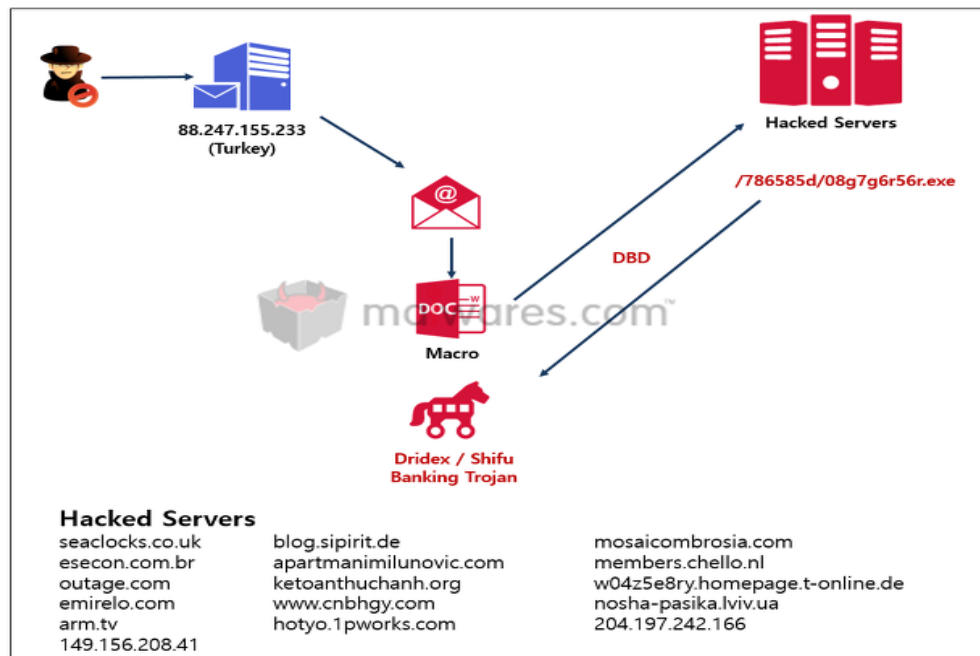 88.247.155.233
(Turkey)
Hacked Servers
/786585d/08g7g6r56r.exe
@
DBD
DOC
W
malwares.com™
Macro
Dridex / Shifu
Banking Trojan
Hacked Servers
seaclocks.co.uk
blog.sipirit.de
mosaicombrosia.com
esecon.com.br
apartmanimilunovic.com
members.chello.nl
outage.com
ketoanthuchanh.org
w04z5e8ry.homepage.t-online.de
emirelo.com
www.cnbhgy.com
nosha-pasika.lviv.ua
arm.tv
hotyo.1pworks.com
204.197.242.166
149.156.208.41